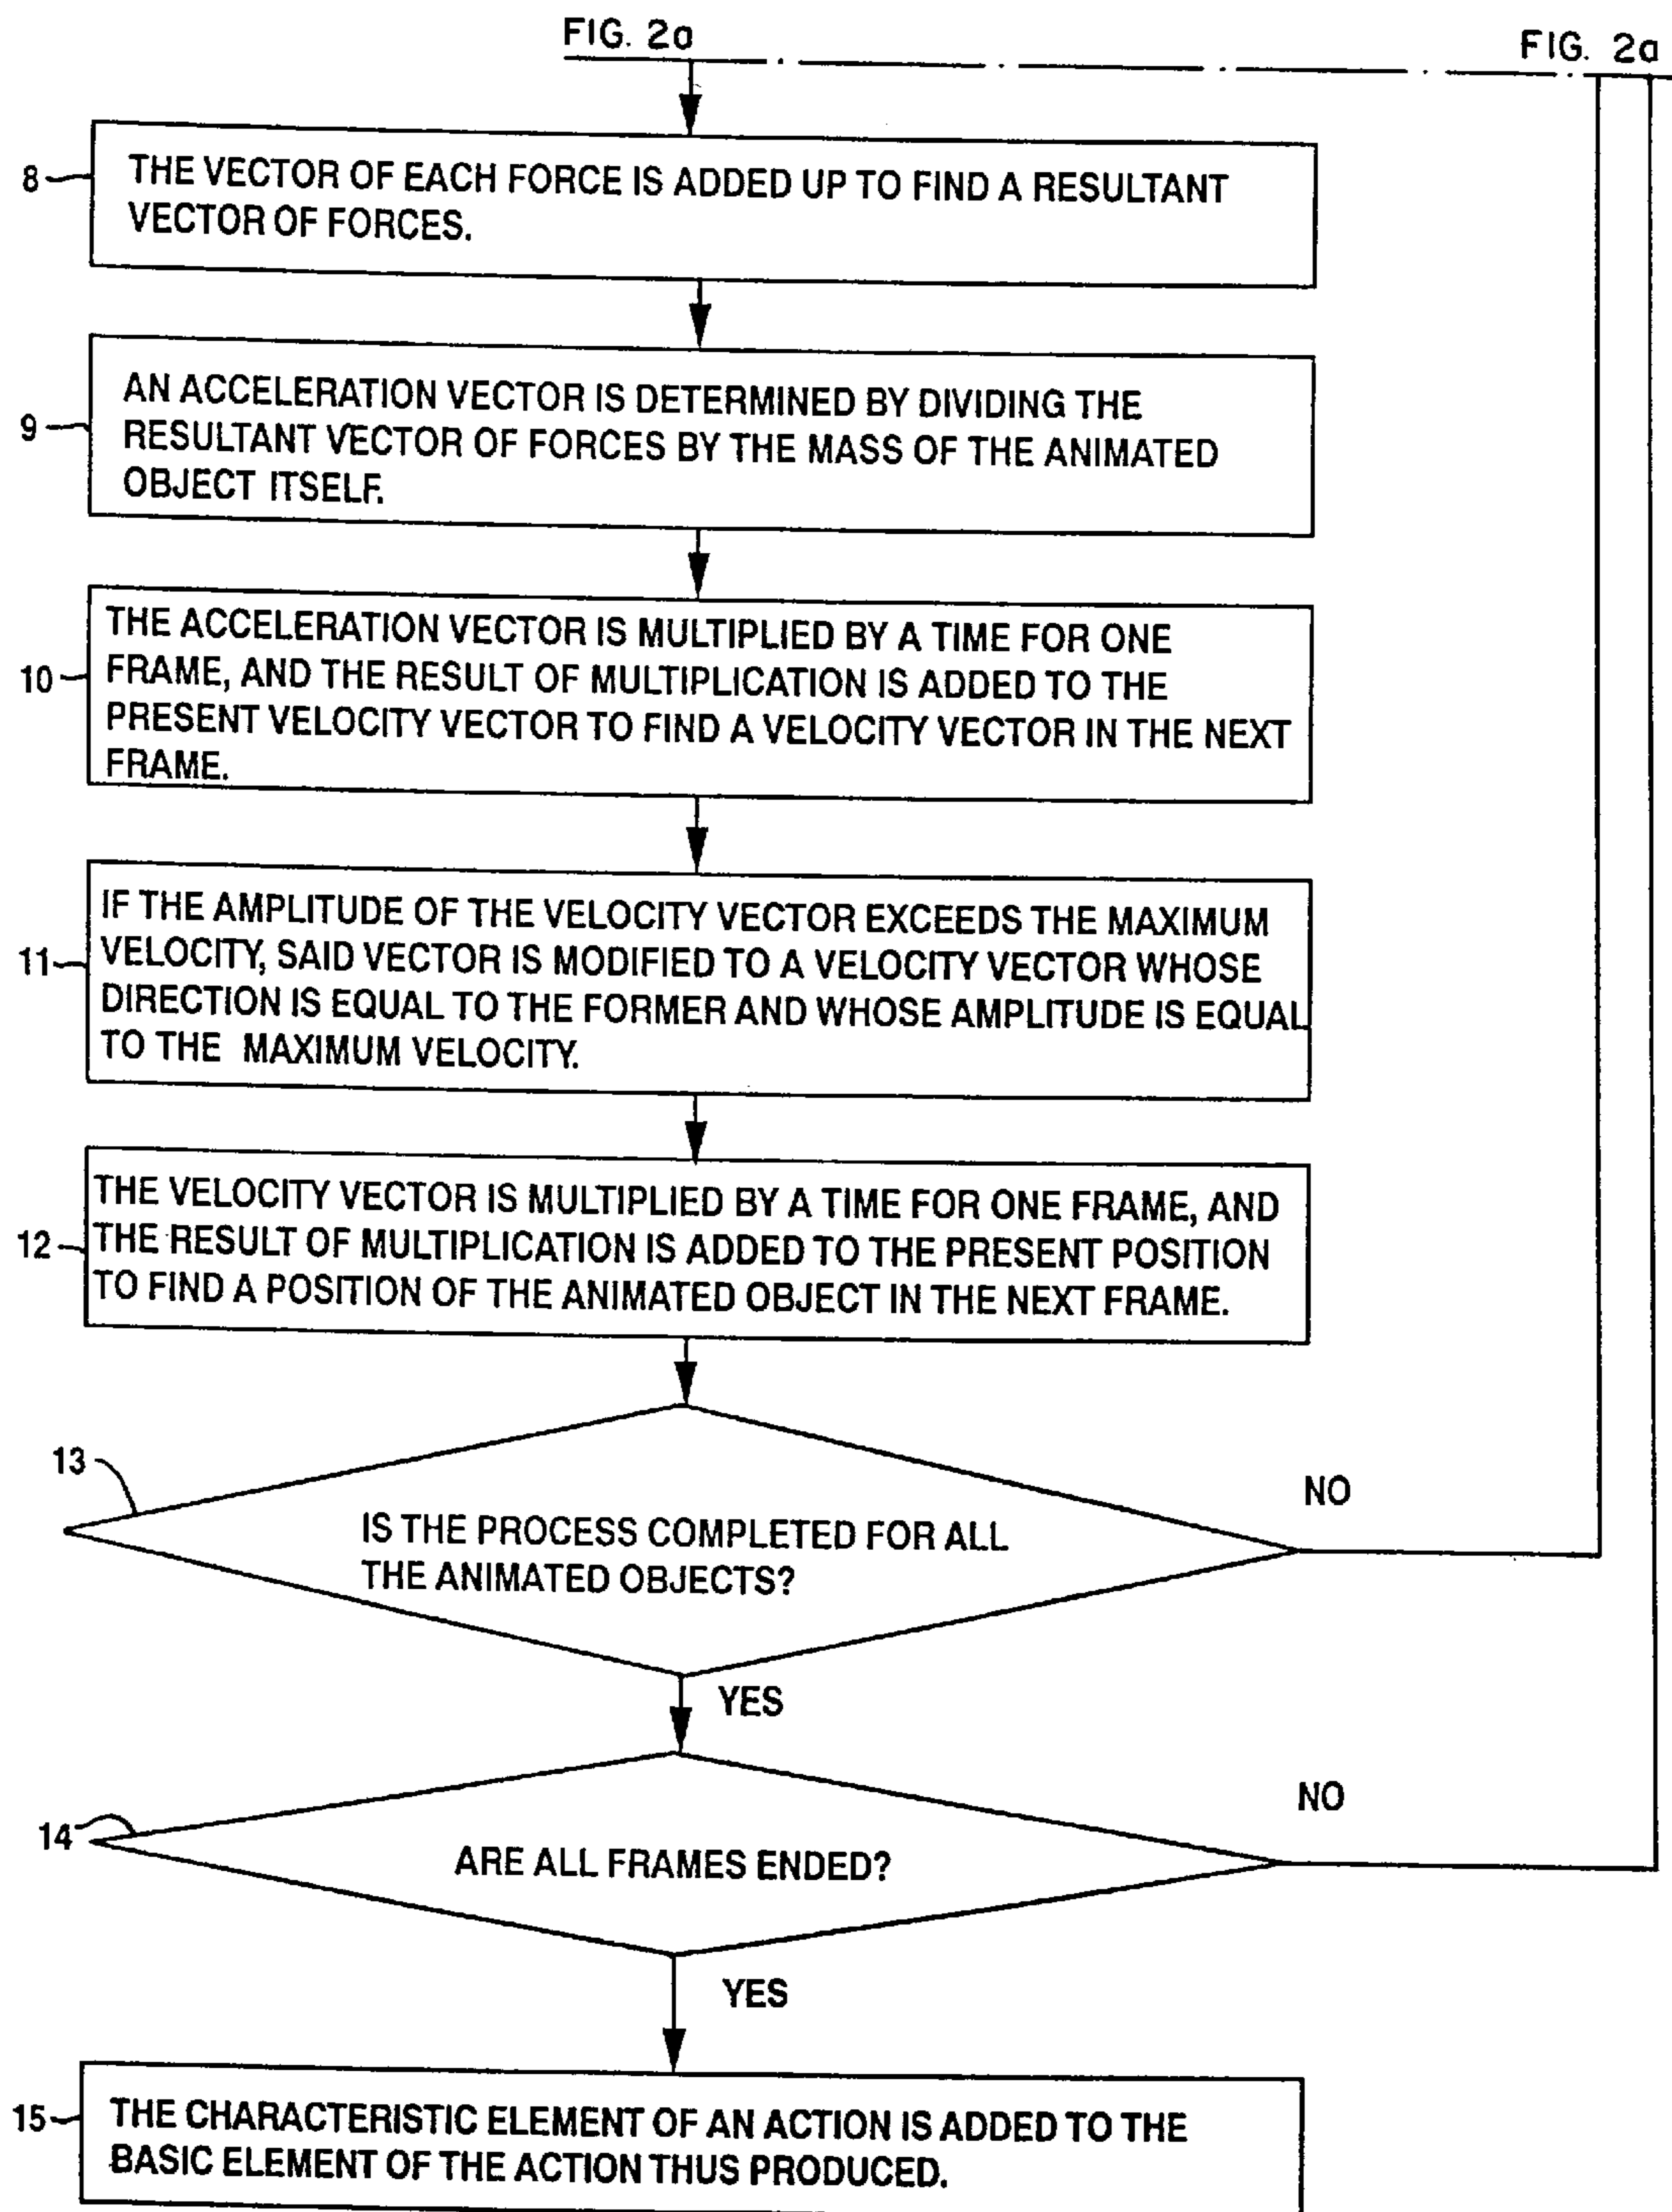 FIG. 2a
FIG. 2a
8
THE VECTOR OF EACH FORCE IS ADDED UP TO FIND A RESULTANT
VECTOR OF FORCES.
9
AN ACCELERATION VECTOR IS DETERMINED BY DIVIDING THE
RESULTANT VECTOR OF FORCES BY THE MASS OF THE ANIMATED
OBJECT ITSELF.
10
THE ACCELERATION VECTOR IS MULTIPLIED BY A TIME FOR ONE
FRAME, AND THE RESULT OF MULTIPLICATION IS ADDED TO THE
PRESENT VELOCITY VECTOR TO FIND A VELOCITY VECTOR IN THE NEXT
FRAME.
11
IF THE AMPLITUDE OF THE VELOCITY VECTOR EXCEEDS THE MAXIMUM
VELOCITY, SAID VECTOR IS MODIFIED TO A VELOCITY VECTOR WHOSE
DIRECTION IS EQUAL TO THE FORMER AND WHOSE AMPLITUDE IS EQUAL
TO THE MAXIMUM VELOCITY.
12
THE VELOCITY VECTOR IS MULTIPLIED BY A TIME FOR ONE FRAME, AND
THE RESULT OF MULTIPLICATION IS ADDED TO THE PRESENT POSITION
TO FIND A POSITION OF THE ANIMATED OBJECT IN THE NEXT FRAME.
13
NO
IS THE PROCESS COMPLETED FOR ALL
THE ANIMATED OBJECTS?
YES
14
NO
ARE ALL FRAMES ENDED?
YES
15
THE CHARACTERISTIC ELEMENT OF AN ACTION IS ADDED TO THE
BASIC ELEMENT OF THE ACTION THUS PRODUCED.